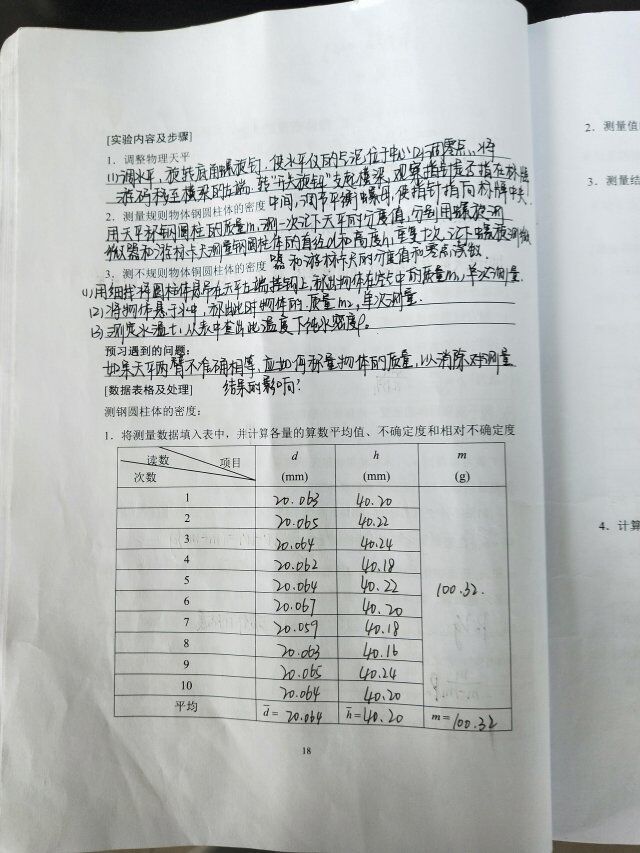 [实验内容及步骤]
1. 调整物理天平
(1)调水平,旋转底角螺旋钉,使水平仪的气泡位于中心 (2)调零点,将
游码移至横梁的左端,转"开关旋钮"支起横梁,观察指针是否指在标牌
中间,调节平衡螺母,使指针指向标牌中央.
2. 测量规则物体钢圆柱体的密度
用天平称钢圆柱的质量m,测一次记下天平的分度值,分别用螺旋测
微器和游标卡尺测量钢圆柱体的直径d和高度h,重复十次,记下螺旋测微
器和游标卡尺的分度值和零点读数.
3. 测不规则物体铜圆柱体的密度
(1)用细线将圆柱体悬吊在天平左端挂钩上,称出物体在空气中的质量m,单次测量.
(2)将物体悬于水中,称出此时物体的质量m₂,单次测量.
(3)测定水温t,从表中查出此温度下纯水密度ρ.
预习遇到的问题:
如果天平两臂不准确相等,应如何称量物体的质量,以消除对测量
结果的影响?
[数据表格及处理]
测钢圆柱体的密度:
1. 将测量数据填入表中,并计算各量的算数平均值、不确定度和相对不确定度
读数 项目 次数 d (mm) h (mm) m (g)
1 20.063 40.20
2 20.065 40.22
3 20.064 40.24
4 20.062 40.18
5 20.064 40.22
100.32.
6 20.067 40.20
7 20.059 40.18
8 20.063 40.16
9 20.065 40.24
10 20.064 40.20
平均 d̄ = 20.064 h̄ = 40.20 m = 100.32
18
2. 测量值
3. 测量结
4. 计算